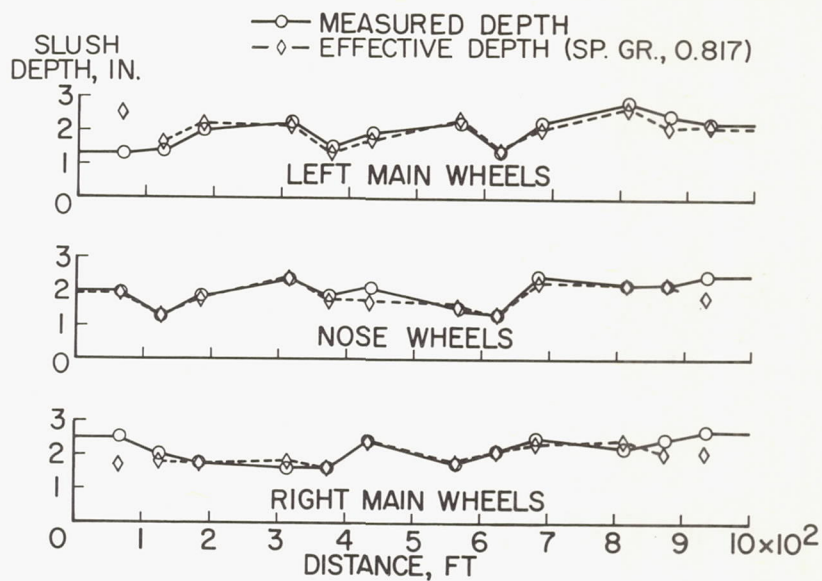 MEASURED DEPTH
EFFECTIVE DEPTH (SP. GR., 0.817)
SLUSH
DEPTH, IN.
3
2
1
0
LEFT MAIN WHEELS
3
2
1
0
NOSE WHEELS
3
2
1
0
RIGHT MAIN WHEELS
1 2 3 4 5 6 7 8 9 10×10²
DISTANCE, FT